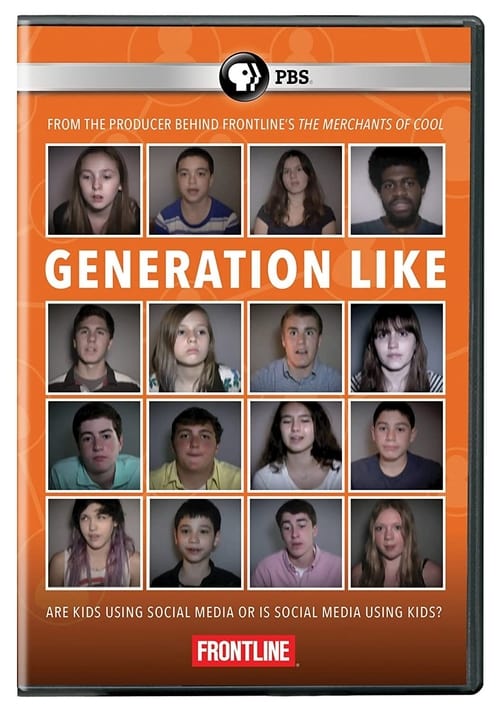 PBS
FROM THE PRODUCER BEHIND FRONTLINE'S THE MERCHANTS OF COOL
GENERATION LIKE
ARE KIDS USING SOCIAL MEDIA OR IS SOCIAL MEDIA USING KIDS?
FRONTLINE